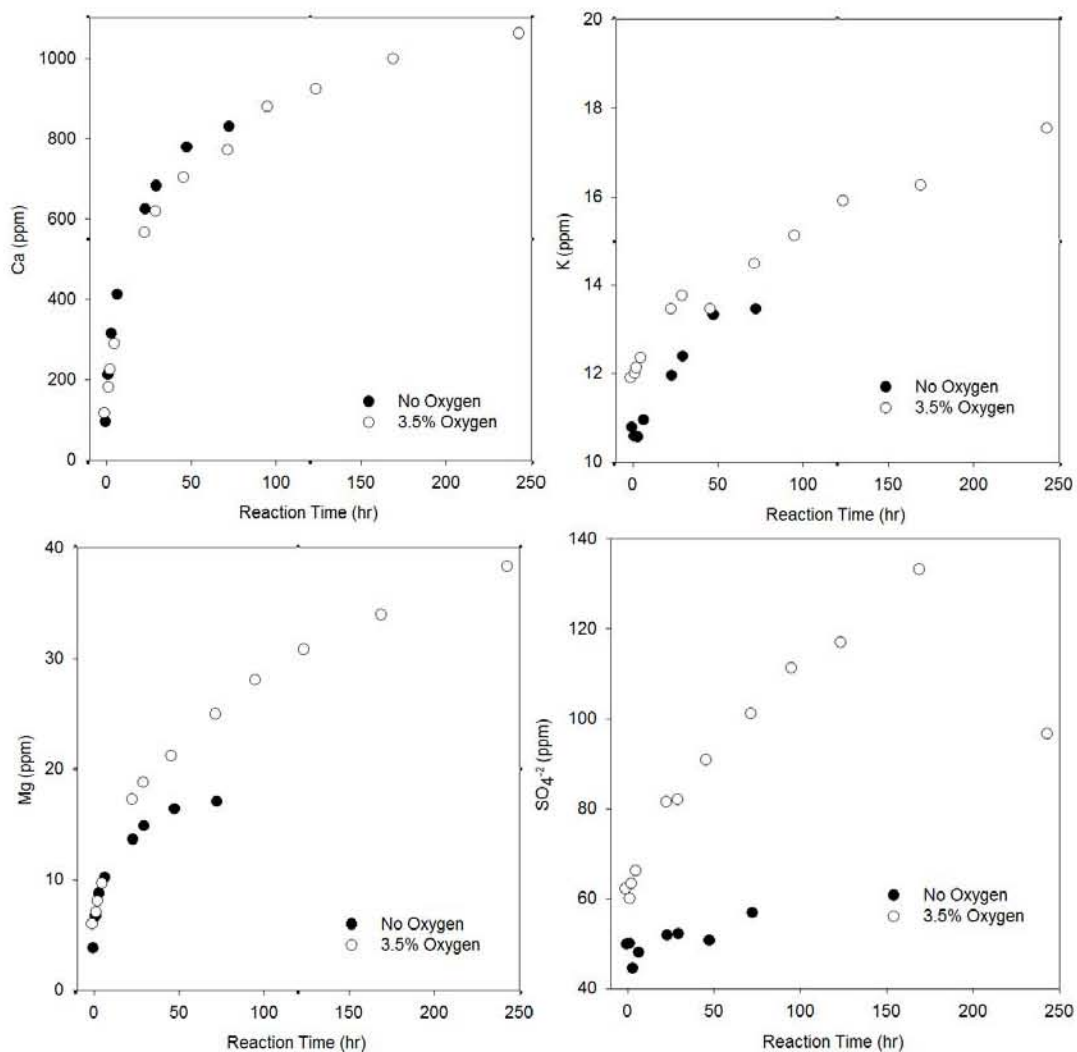 1000
800
600
400
200
0
Ca (ppm)
No Oxygen
3.5% Oxygen
0 50 100 150 200 250
Reaction Time (hr)
20
18
16
14
12
10
K (ppm)
No Oxygen
3.5% Oxygen
0 50 100 150 200 250
Reaction Time (hr)
40
30
20
10
0
Mg (ppm)
No Oxygen
3.5% Oxygen
0 50 100 150 200 250
Reaction Time (hr)
140
120
100
80
60
40
SO₄⁻² (ppm)
No Oxygen
3.5% Oxygen
0 50 100 150 200 250
Reaction Time (hr)